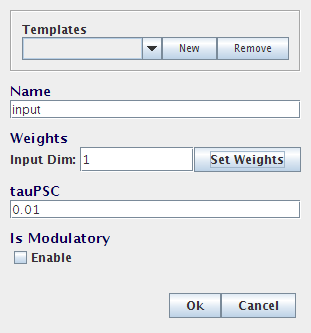 Templates
New Remove
Name
input
Weights
Input Dim: 1 Set Weights
tauPSC
0.01
Is Modulatory
Enable
Ok Cancel